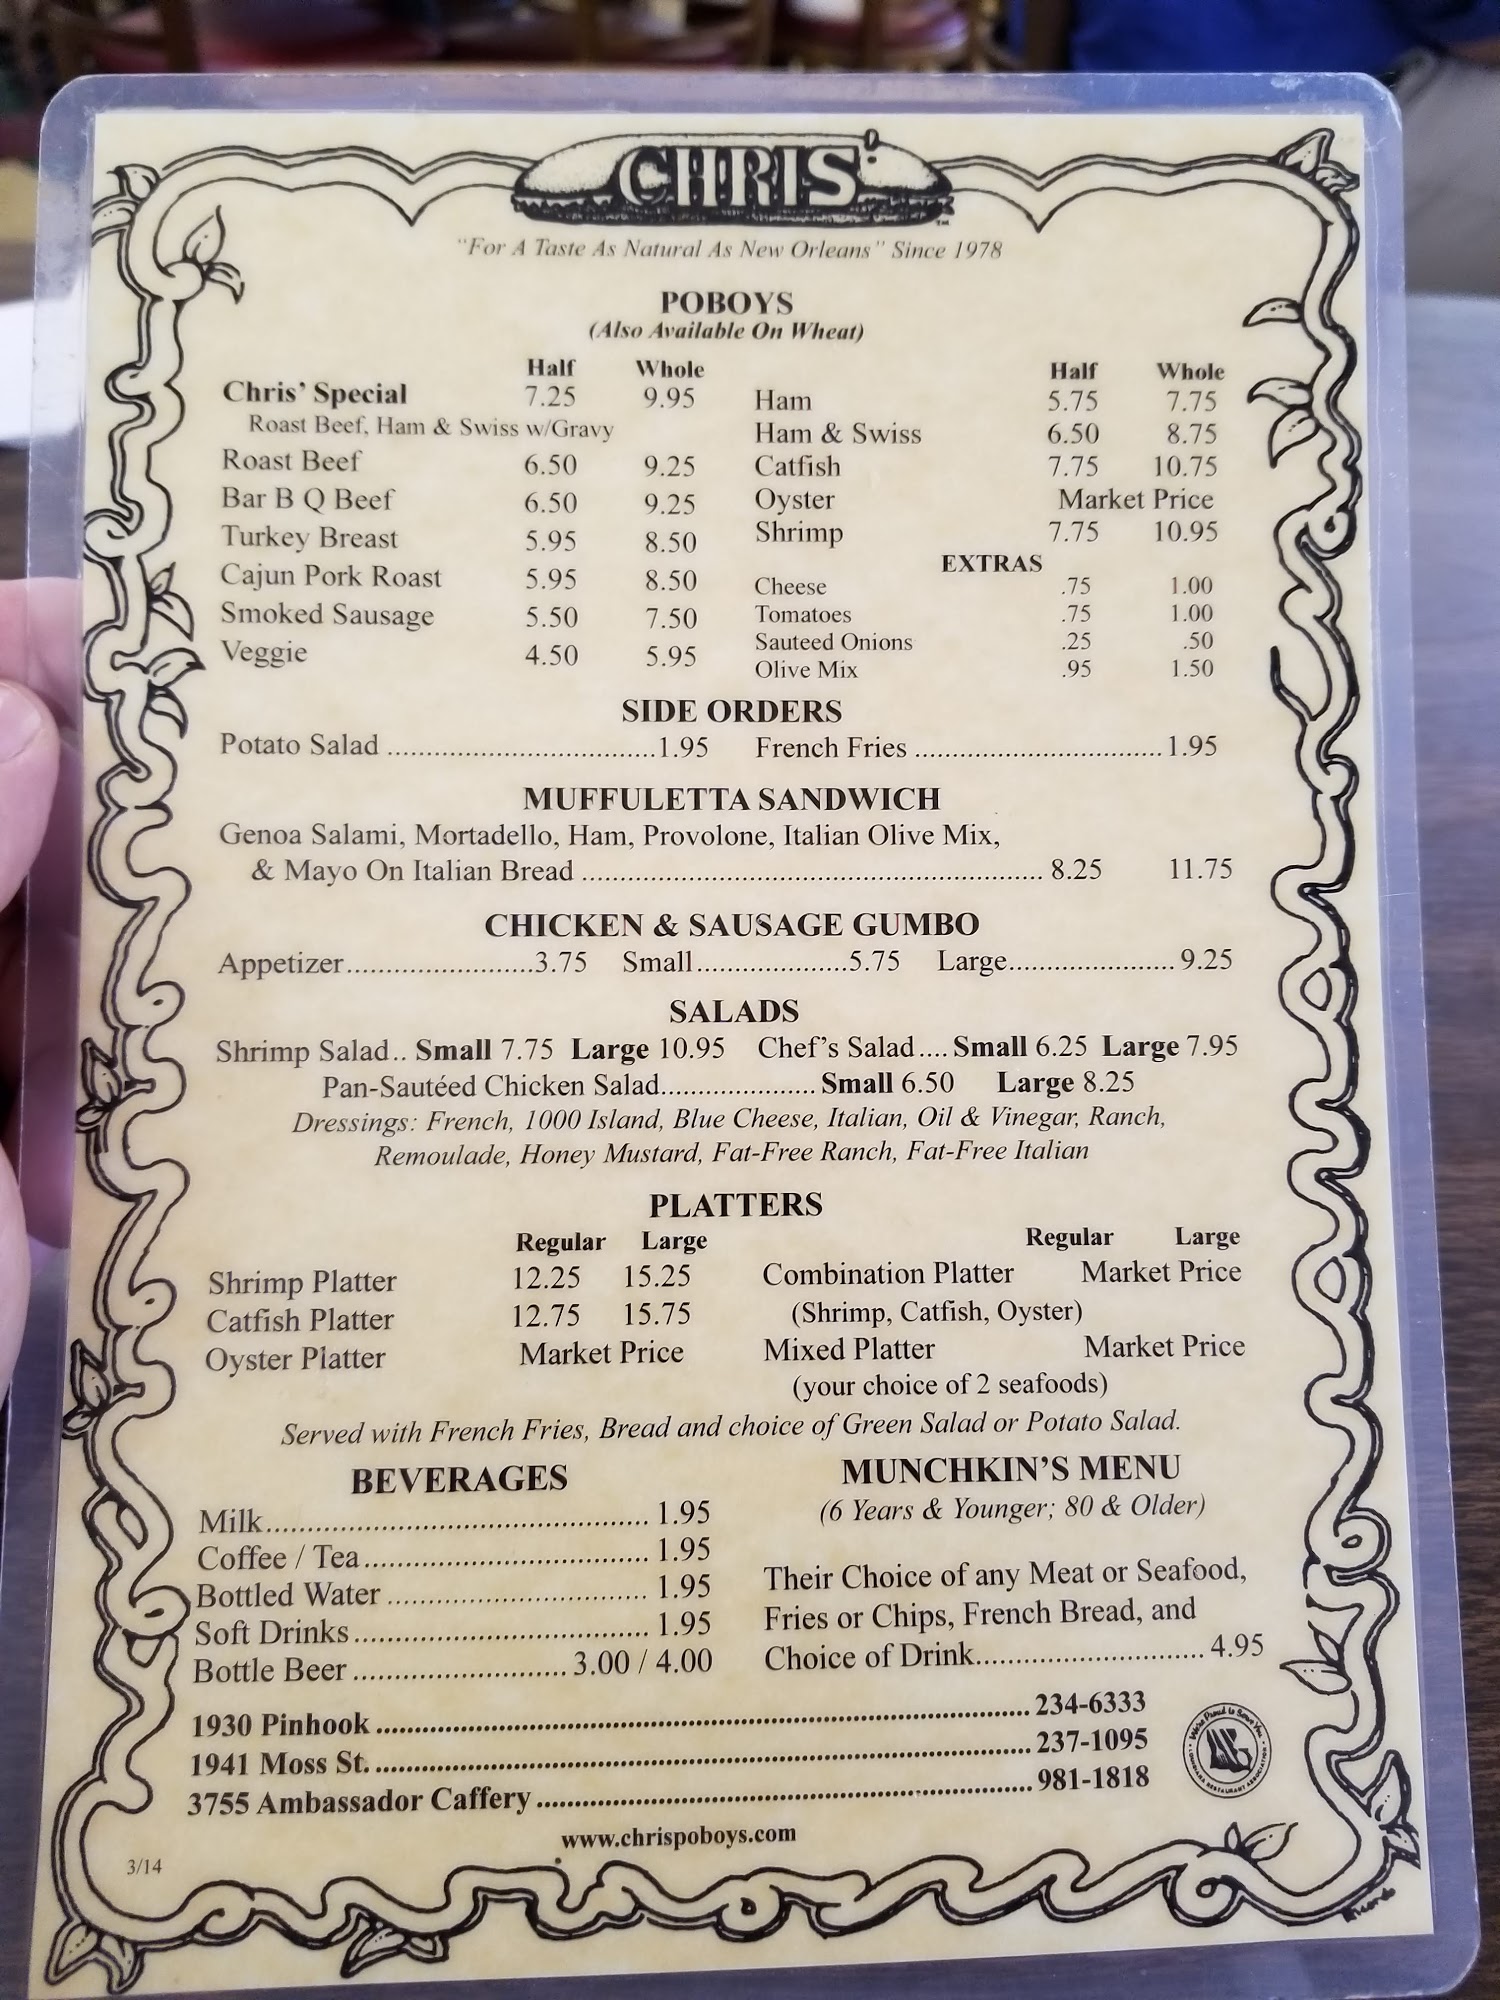 CHRIS'
"For A Taste As Natural As New Orleans" Since 1978
POBOYS
(Also Available On Wheat)
Half Whole
Chris' Special 7.25 9.95
Roast Beef, Ham & Swiss w/Gravy
Roast Beef 6.50 9.25
Bar B Q Beef 6.50 9.25
Turkey Breast 5.95 8.50
Cajun Pork Roast 5.95 8.50
Smoked Sausage 5.50 7.50
Veggie 4.50 5.95
Half Whole
Ham 5.75 7.75
Ham & Swiss 6.50 8.75
Catfish 7.75 10.75
Oyster Market Price
Shrimp 7.75 10.95
EXTRAS
Cheese .75 1.00
Tomatoes .75 1.00
Sauteed Onions .25 .50
Olive Mix .95 1.50
SIDE ORDERS
Potato Salad ..................................1.95 French Fries ................................1.95
MUFFULETTA SANDWICH
Genoa Salami, Mortadello, Ham, Provolone, Italian Olive Mix,
& Mayo On Italian Bread ........................................................... 8.25 11.75
CHICKEN & SAUSAGE GUMBO
Appetizer........................3.75 Small...................5.75 Large..................... 9.25
SALADS
Shrimp Salad.. Small 7.75 Large 10.95 Chef's Salad.... Small 6.25 Large 7.95
Pan-Sautéed Chicken Salad.................... Small 6.50 Large 8.25
Dressings: French, 1000 Island, Blue Cheese, Italian, Oil & Vinegar, Ranch,
Remoulade, Honey Mustard, Fat-Free Ranch, Fat-Free Italian
PLATTERS
Regular Large
Shrimp Platter 12.25 15.25
Catfish Platter 12.75 15.75
Oyster Platter Market Price
Regular Large
Combination Platter Market Price
(Shrimp, Catfish, Oyster)
Mixed Platter Market Price
(your choice of 2 seafoods)
Served with French Fries, Bread and choice of Green Salad or Potato Salad.
BEVERAGES
Milk................................................. 1.95
Coffee / Tea..................................... 1.95
Bottled Water .................................. 1.95
Soft Drinks...................................... 1.95
Bottle Beer ............................ 3.00 / 4.00
MUNCHKIN'S MENU
(6 Years & Younger; 80 & Older)
Their Choice of any Meat or Seafood,
Fries or Chips, French Bread, and
Choice of Drink............................. 4.95
1930 Pinhook ..................................................................... 234-6333
1941 Moss St. ..................................................................... 237-1095
3755 Ambassador Caffery .................................................... 981-1818
We're Proud to Serve You
LOUISIANA RESTAURANT ASSOCIATION
www.chrispoboys.com
3/14
Ricardo